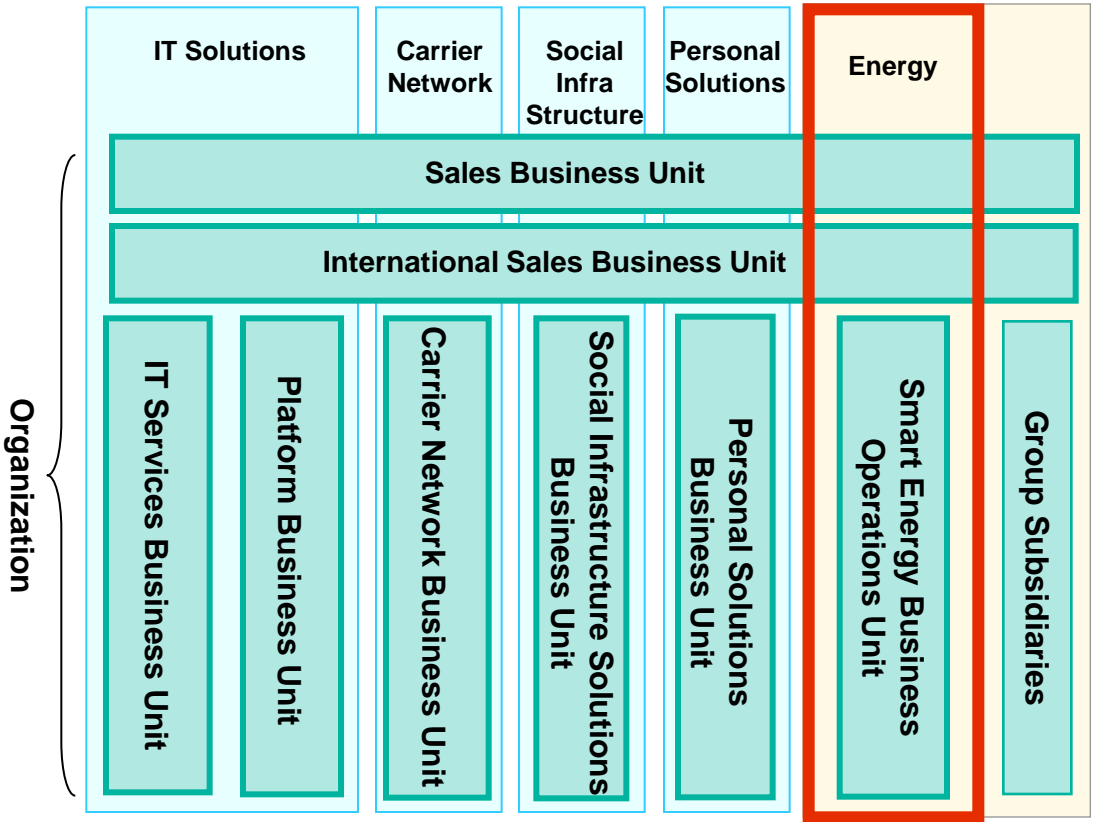 IT Solutions
Carrier
Network
Social
Infra
Structure
Personal
Solutions
Energy
Sales Business Unit
International Sales Business Unit
Organization
IT Services Business Unit
Platform Business Unit
Carrier Network Business Unit
Social Infrastructure Solutions
Business Unit
Personal Solutions
Business Unit
Smart Energy Business
Operations Unit
Group Subsidiaries